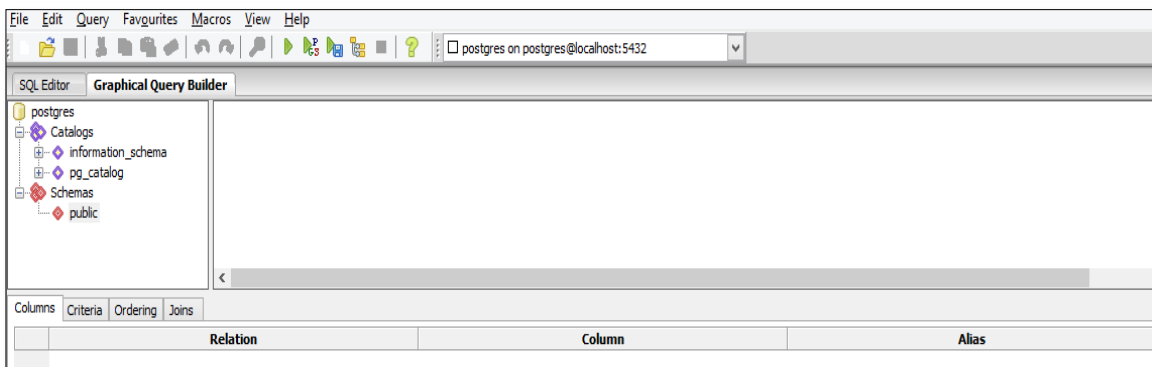 File Edit Query Favourites Macros View Help
postgres on postgres@localhost:5432
SQL Editor Graphical Query Builder
postgres
Catalogs
information_schema
pg_catalog
Schemas
public
Columns Criteria Ordering Joins
Relation Column Alias